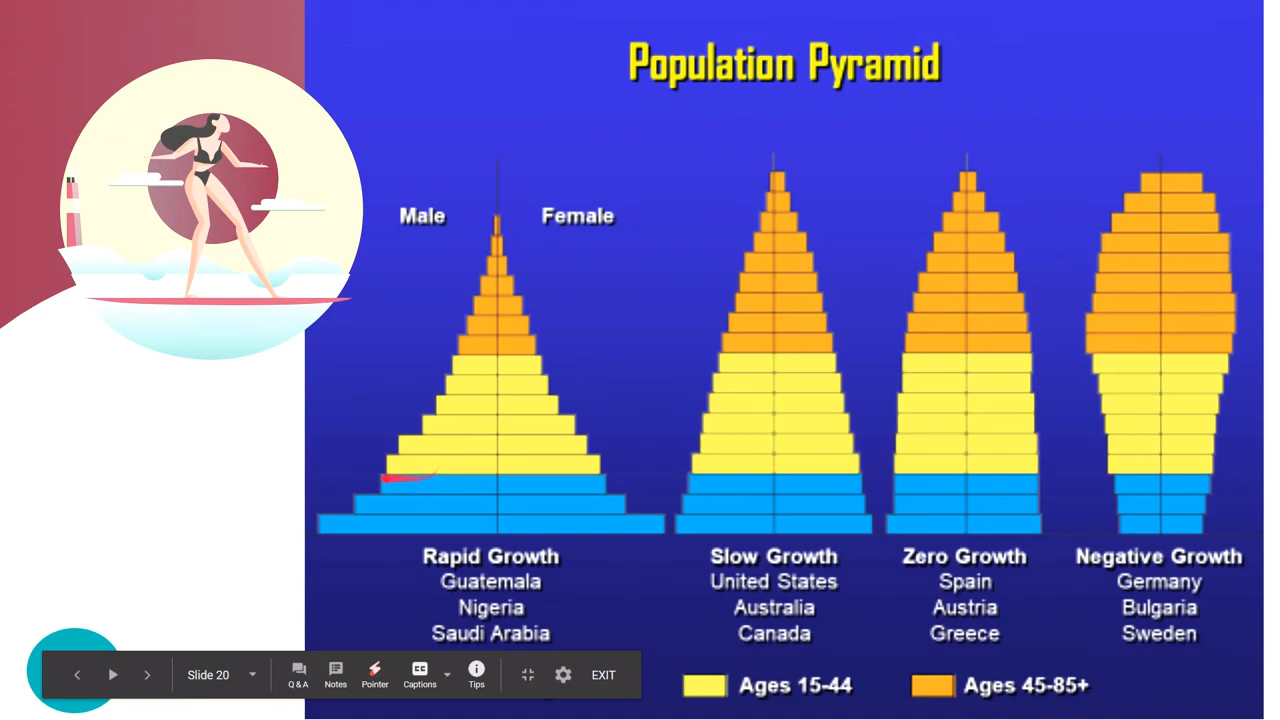 Population Pyramid
Male
Female
Rapid Growth
Guatemala
Nigeria
Saudi Arabia
Slow Growth
United States
Australia
Canada
Zero Growth
Spain
Austria
Greece
Negative Growth
Germany
Bulgaria
Sweden
Ages 15-44
Ages 45-85+
Slide 20
Q & A
Notes
Pointer
CC
Captions
Tips
EXIT